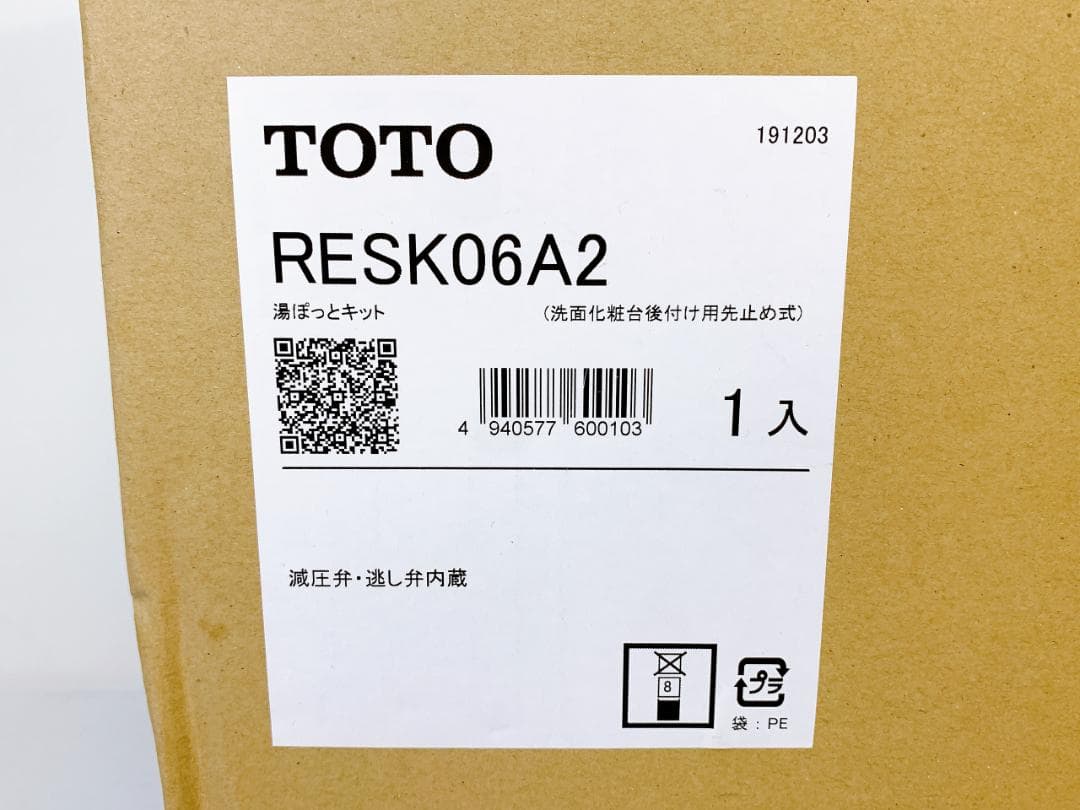 TOTO
191203
RESK06A2
湯ぽっとキット
(洗面化粧台後付け用先止め式)
4 940577 600103
1入
減圧弁・逃し弁内蔵
8
プラ
袋 : PE